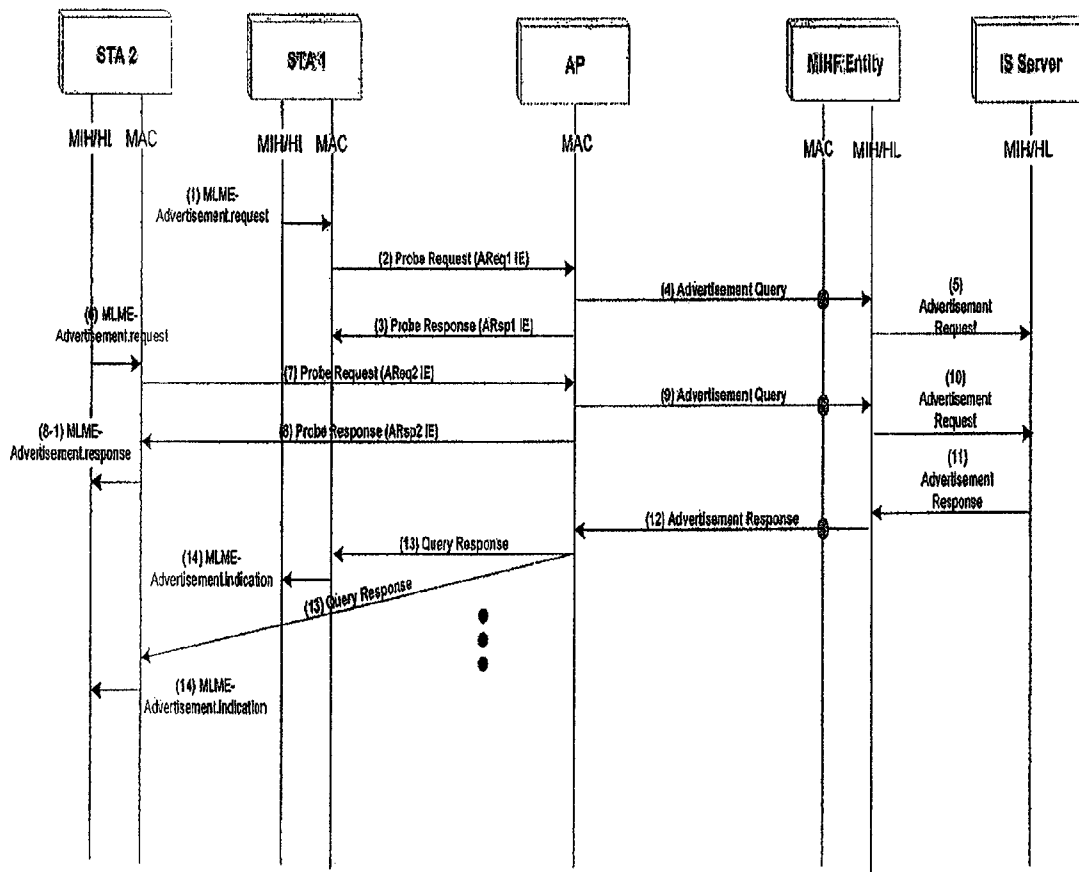 STA 2
STA 1
AP
MIHF Entity
IS Server
MIH/HL MAC
MIH/HL MAC
MAC
MAC MIH/HL
MIH/HL
(1) MLME-
Advertisement.request
(2) Probe Request (AReq1 IE)
(4) Advertisement Query
(5)
Advertisement
Request
(3) Probe Response (ARsp1 IE)
(6) MLME-
Advertisement.request
(7) Probe Request (AReq2 IE)
(9) Advertisement Query
(10)
Advertisement
Request
(8-1) MLME-
Advertisement.response
(8) Probe Response (ARsp2 IE)
(11)
Advertisement
Response
(12) Advertisement Response
(13) Query Response
(14) MLME-
Advertisement.indication
(13) Query Response
(14) MLME-
Advertisement.indication